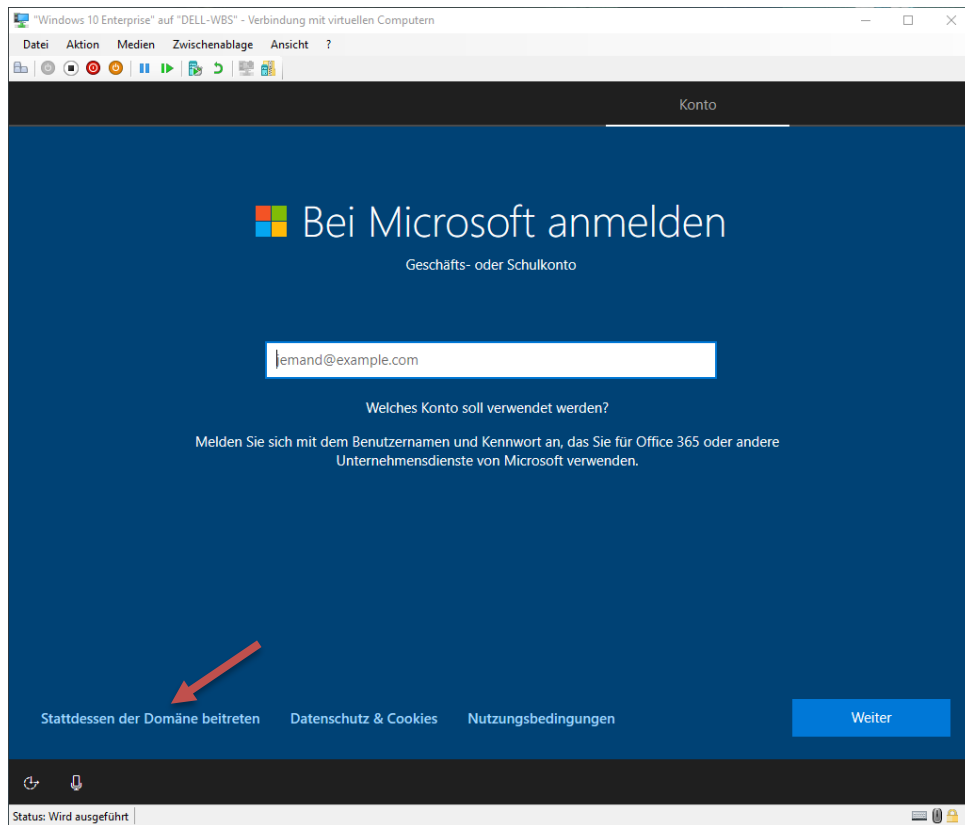 "Windows 10 Enterprise" auf "DELL-WBS" - Verbindung mit virtuellen Computern
Datei Aktion Medien Zwischenablage Ansicht ?
Konto
Bei Microsoft anmelden
Geschäfts- oder Schulkonto
jemand@example.com
Welches Konto soll verwendet werden?
Melden Sie sich mit dem Benutzernamen und Kennwort an, das Sie für Office 365 oder andere
Unternehmensdienste von Microsoft verwenden.
Stattdessen der Domäne beitreten Datenschutz & Cookies Nutzungsbedingungen Weiter
Status: Wird ausgeführt